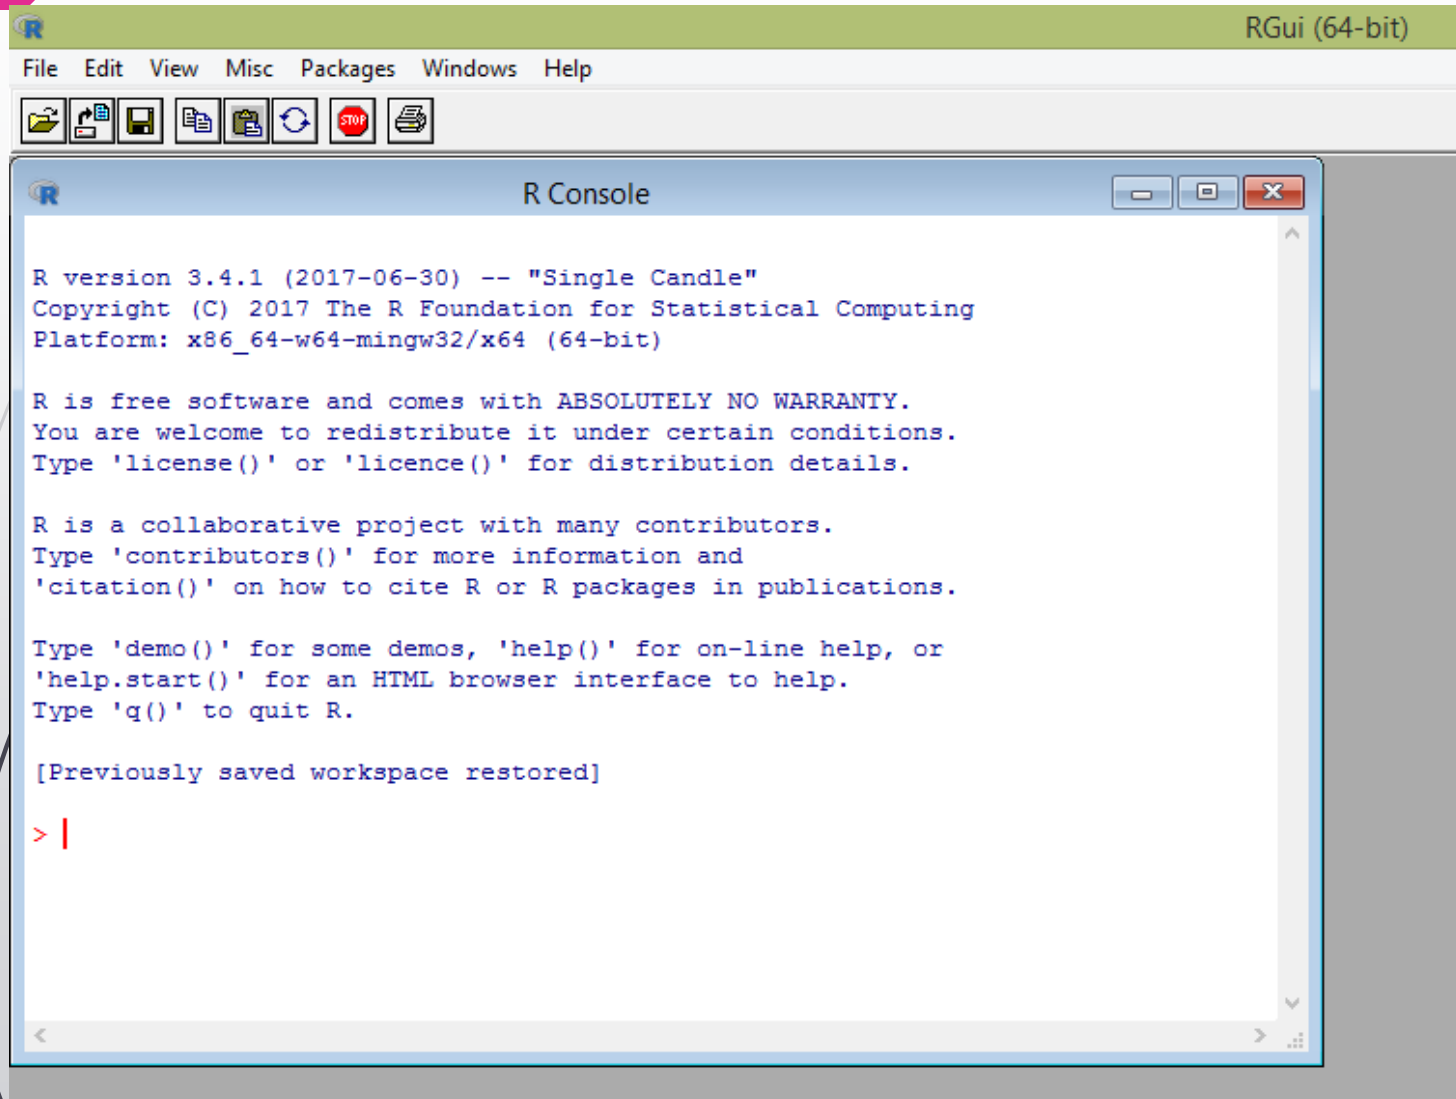 RGui (64-bit)
File Edit View Misc Packages Windows Help
STOP
R Console
R version 3.4.1 (2017-06-30) -- "Single Candle"
Copyright (C) 2017 The R Foundation for Statistical Computing
Platform: x86_64-w64-mingw32/x64 (64-bit)
R is free software and comes with ABSOLUTELY NO WARRANTY.
You are welcome to redistribute it under certain conditions.
Type 'license()' or 'licence()' for distribution details.
R is a collaborative project with many contributors.
Type 'contributors()' for more information and
'citation()' on how to cite R or R packages in publications.
Type 'demo()' for some demos, 'help()' for on-line help, or
'help.start()' for an HTML browser interface to help.
Type 'q()' to quit R.
[Previously saved workspace restored]
>